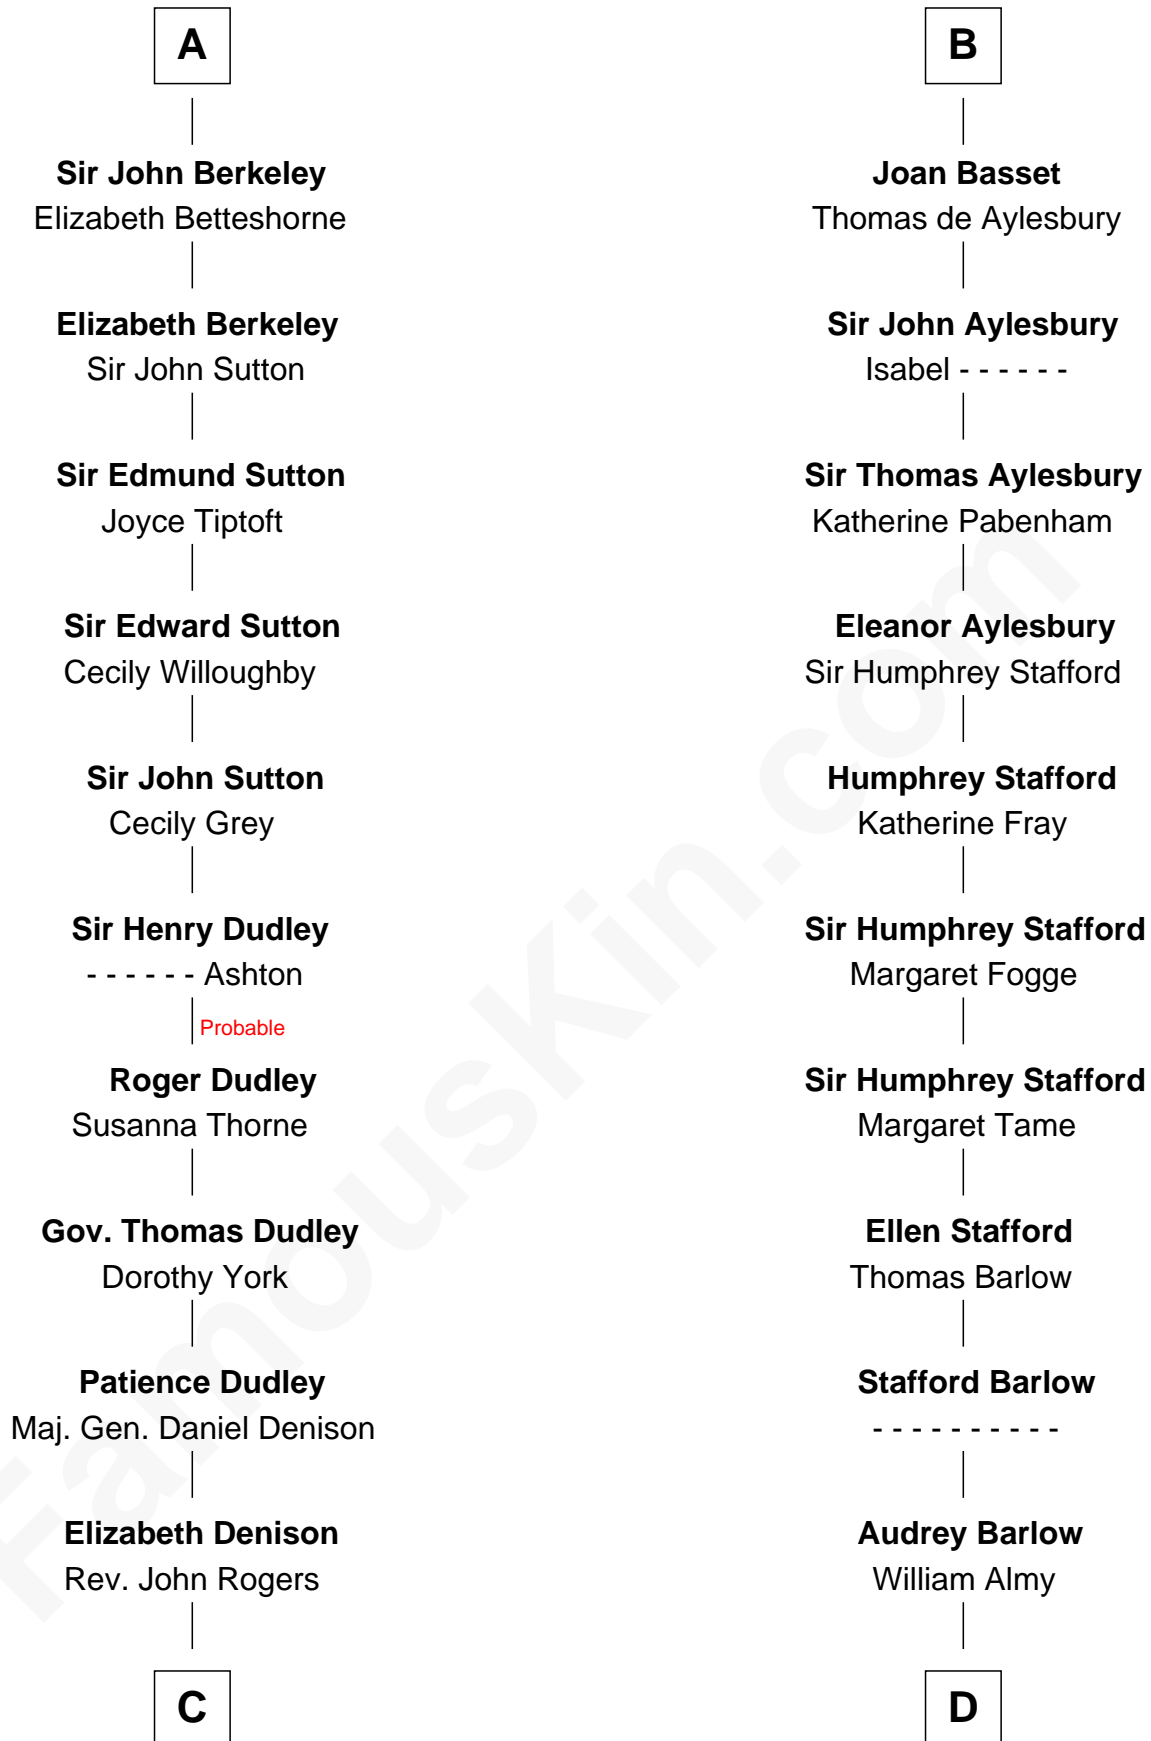 A
Sir John Berkeley
Elizabeth Betteshorne
Elizabeth Berkeley
Sir John Sutton
Sir Edmund Sutton
Joyce Tiptoft
Sir Edward Sutton
Cecily Willoughby
Sir John Sutton
Cecily Grey
Sir Henry Dudley
- - - - - - Ashton
Probable
Roger Dudley
Susanna Thorne
Gov. Thomas Dudley
Dorothy York
Patience Dudley
Maj. Gen. Daniel Denison
Elizabeth Denison
Rev. John Rogers
C
B
Joan Basset
Thomas de Aylesbury
Sir John Aylesbury
Isabel - - - - - -
Sir Thomas Aylesbury
Katherine Pabenham
Eleanor Aylesbury
Sir Humphrey Stafford
Humphrey Stafford
Katherine Fray
Sir Humphrey Stafford
Margaret Fogge
Sir Humphrey Stafford
Margaret Tame
Ellen Stafford
Thomas Barlow
Stafford Barlow
- - - - - - - - - -
Audrey Barlow
William Almy
D
FamousKin.com